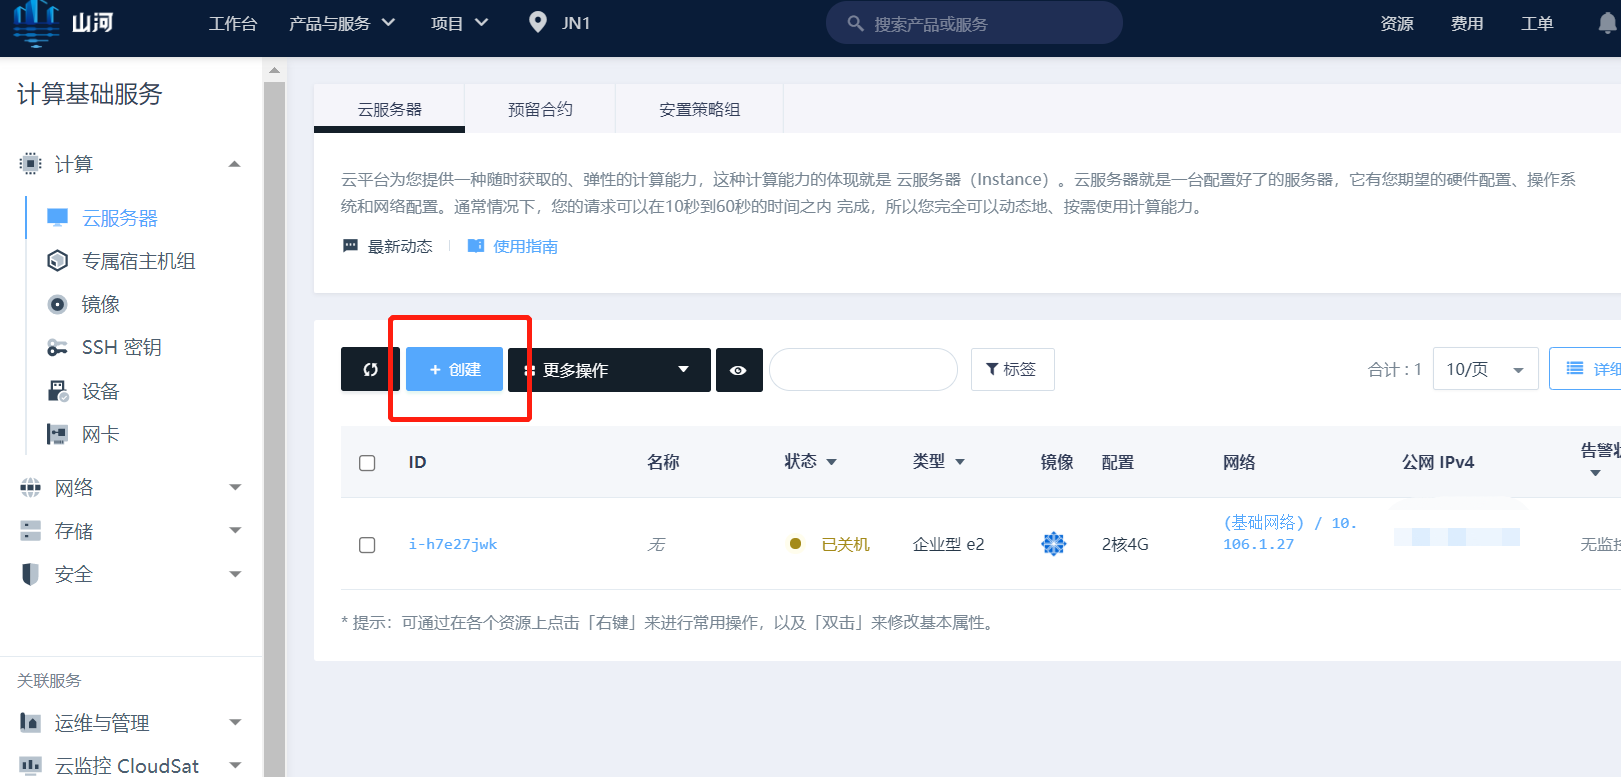 山河
工作台
产品与服务
项目
JN1
搜索产品或服务
资源
费用
工单
计算基础服务
计算
云服务器
专属宿主机组
镜像
SSH 密钥
设备
网卡
网络
存储
安全
关联服务
运维与管理
云监控 CloudSat
云服务器
预留合约
安置策略组
云平台为您提供一种随时获取的、弹性的计算能力，这种计算能力的体现就是 云服务器（Instance）。云服务器就是一台配置好了的服务器，它有您期望的硬件配置、操作系
统和网络配置。通常情况下，您的请求可以在10秒到60秒的时间之内 完成，所以您完全可以动态地、按需使用计算能力。
最新动态
使用指南
+ 创建
更多操作
标签
合计 : 1
10/页
详细
ID
名称
状态
类型
镜像
配置
网络
公网 IPv4
告警状
i-h7e27jwk
无
已关机
企业型 e2
2核4G
(基础网络) / 10.
106.1.27
无监控
* 提示：可通过在各个资源上点击「右键」来进行常用操作，以及「双击」来修改基本属性。